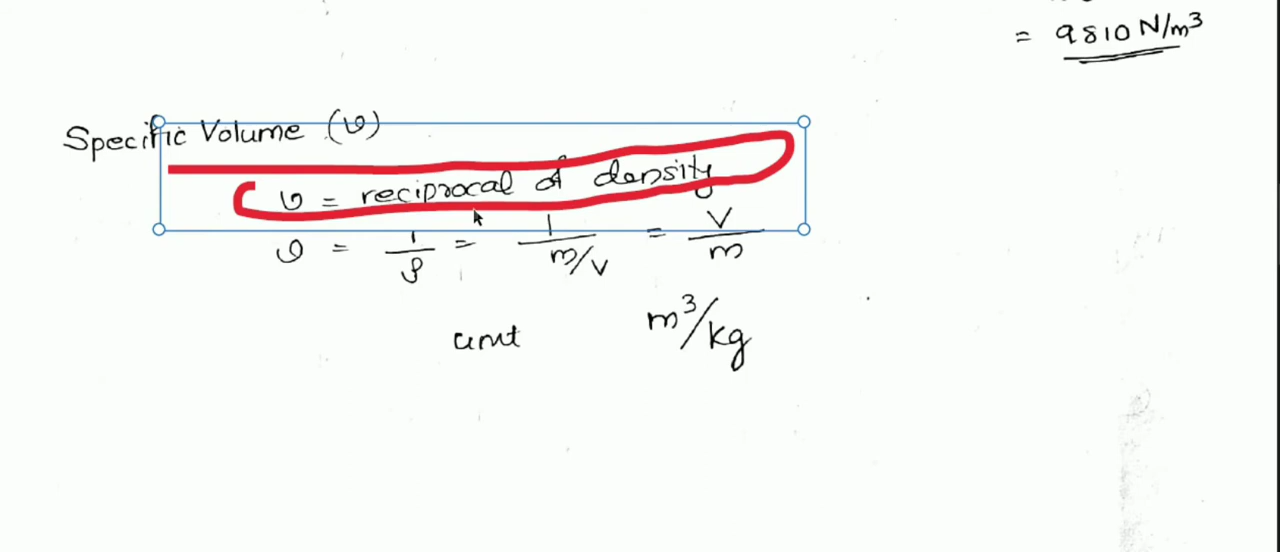 = 9810 N/m³
Specific Volume (υ)
υ = reciprocal of density
υ = 1/ρ = 1/(m/V) = V/m
unit m³/kg